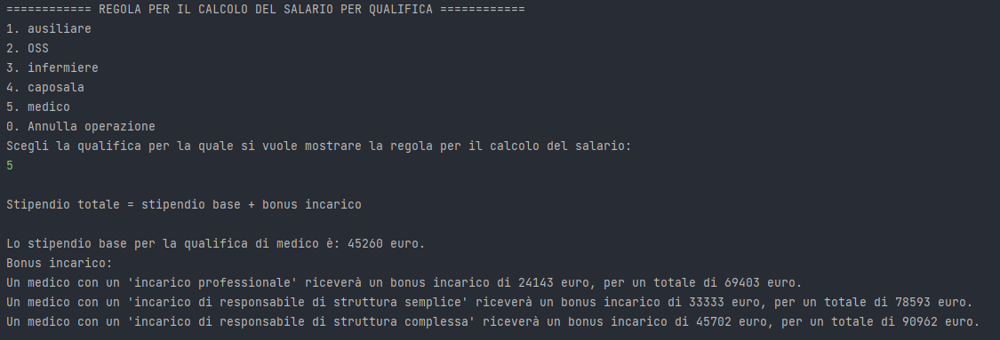 ============ REGOLA PER IL CALCOLO DEL SALARIO PER QUALIFICA ============
1. ausiliare
2. OSS
3. infermiere
4. caposala
5. medico
0. Annulla operazione
Scegli la qualifica per la quale si vuole mostrare la regola per il calcolo del salario:
5
Stipendio totale = stipendio base + bonus incarico
Lo stipendio base per la qualifica di medico è: 45260 euro.
Bonus incarico:
Un medico con un 'incarico professionale' riceverà un bonus incarico di 24143 euro, per un totale di 69403 euro.
Un medico con un 'incarico di responsabile di struttura semplice' riceverà un bonus incarico di 33333 euro, per un totale di 78593 euro.
Un medico con un 'incarico di responsabile di struttura complessa' riceverà un bonus incarico di 45702 euro, per un totale di 90962 euro.